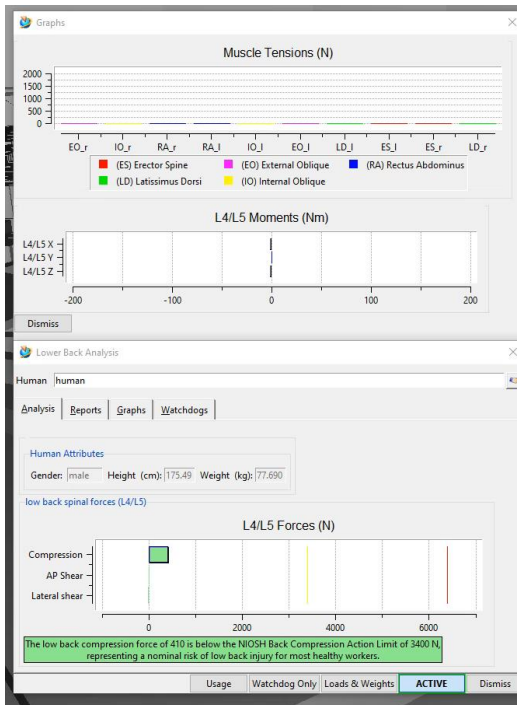 Graphs
Muscle Tensions (N)
2000
1500
1000
500
0
EO_r IO_r RA_r RA_l IO_l EO_l LD_l ES_l ES_r LD_r
(ES) Erector Spine (EO) External Oblique (RA) Rectus Abdominus
(LD) Latissimus Dorsi (IO) Internal Oblique
L4/L5 Moments (Nm)
L4/L5 X
L4/L5 Y
L4/L5 Z
-200 -100 0 100 200
Dismiss
Lower Back Analysis
Human human
Analysis Reports Graphs Watchdogs
Human Attributes
Gender: male Height (cm): 175.49 Weight (kg): 77.690
low back spinal forces (L4/L5)
L4/L5 Forces (N)
Compression
AP Shear
Lateral shear
0 2000 4000 6000
The low back compression force of 410 is below the NIOSH Back Compression Action Limit of 3400 N,
representing a nominal risk of low back injury for most healthy workers.
Usage Watchdog Only Loads & Weights ACTIVE Dismiss